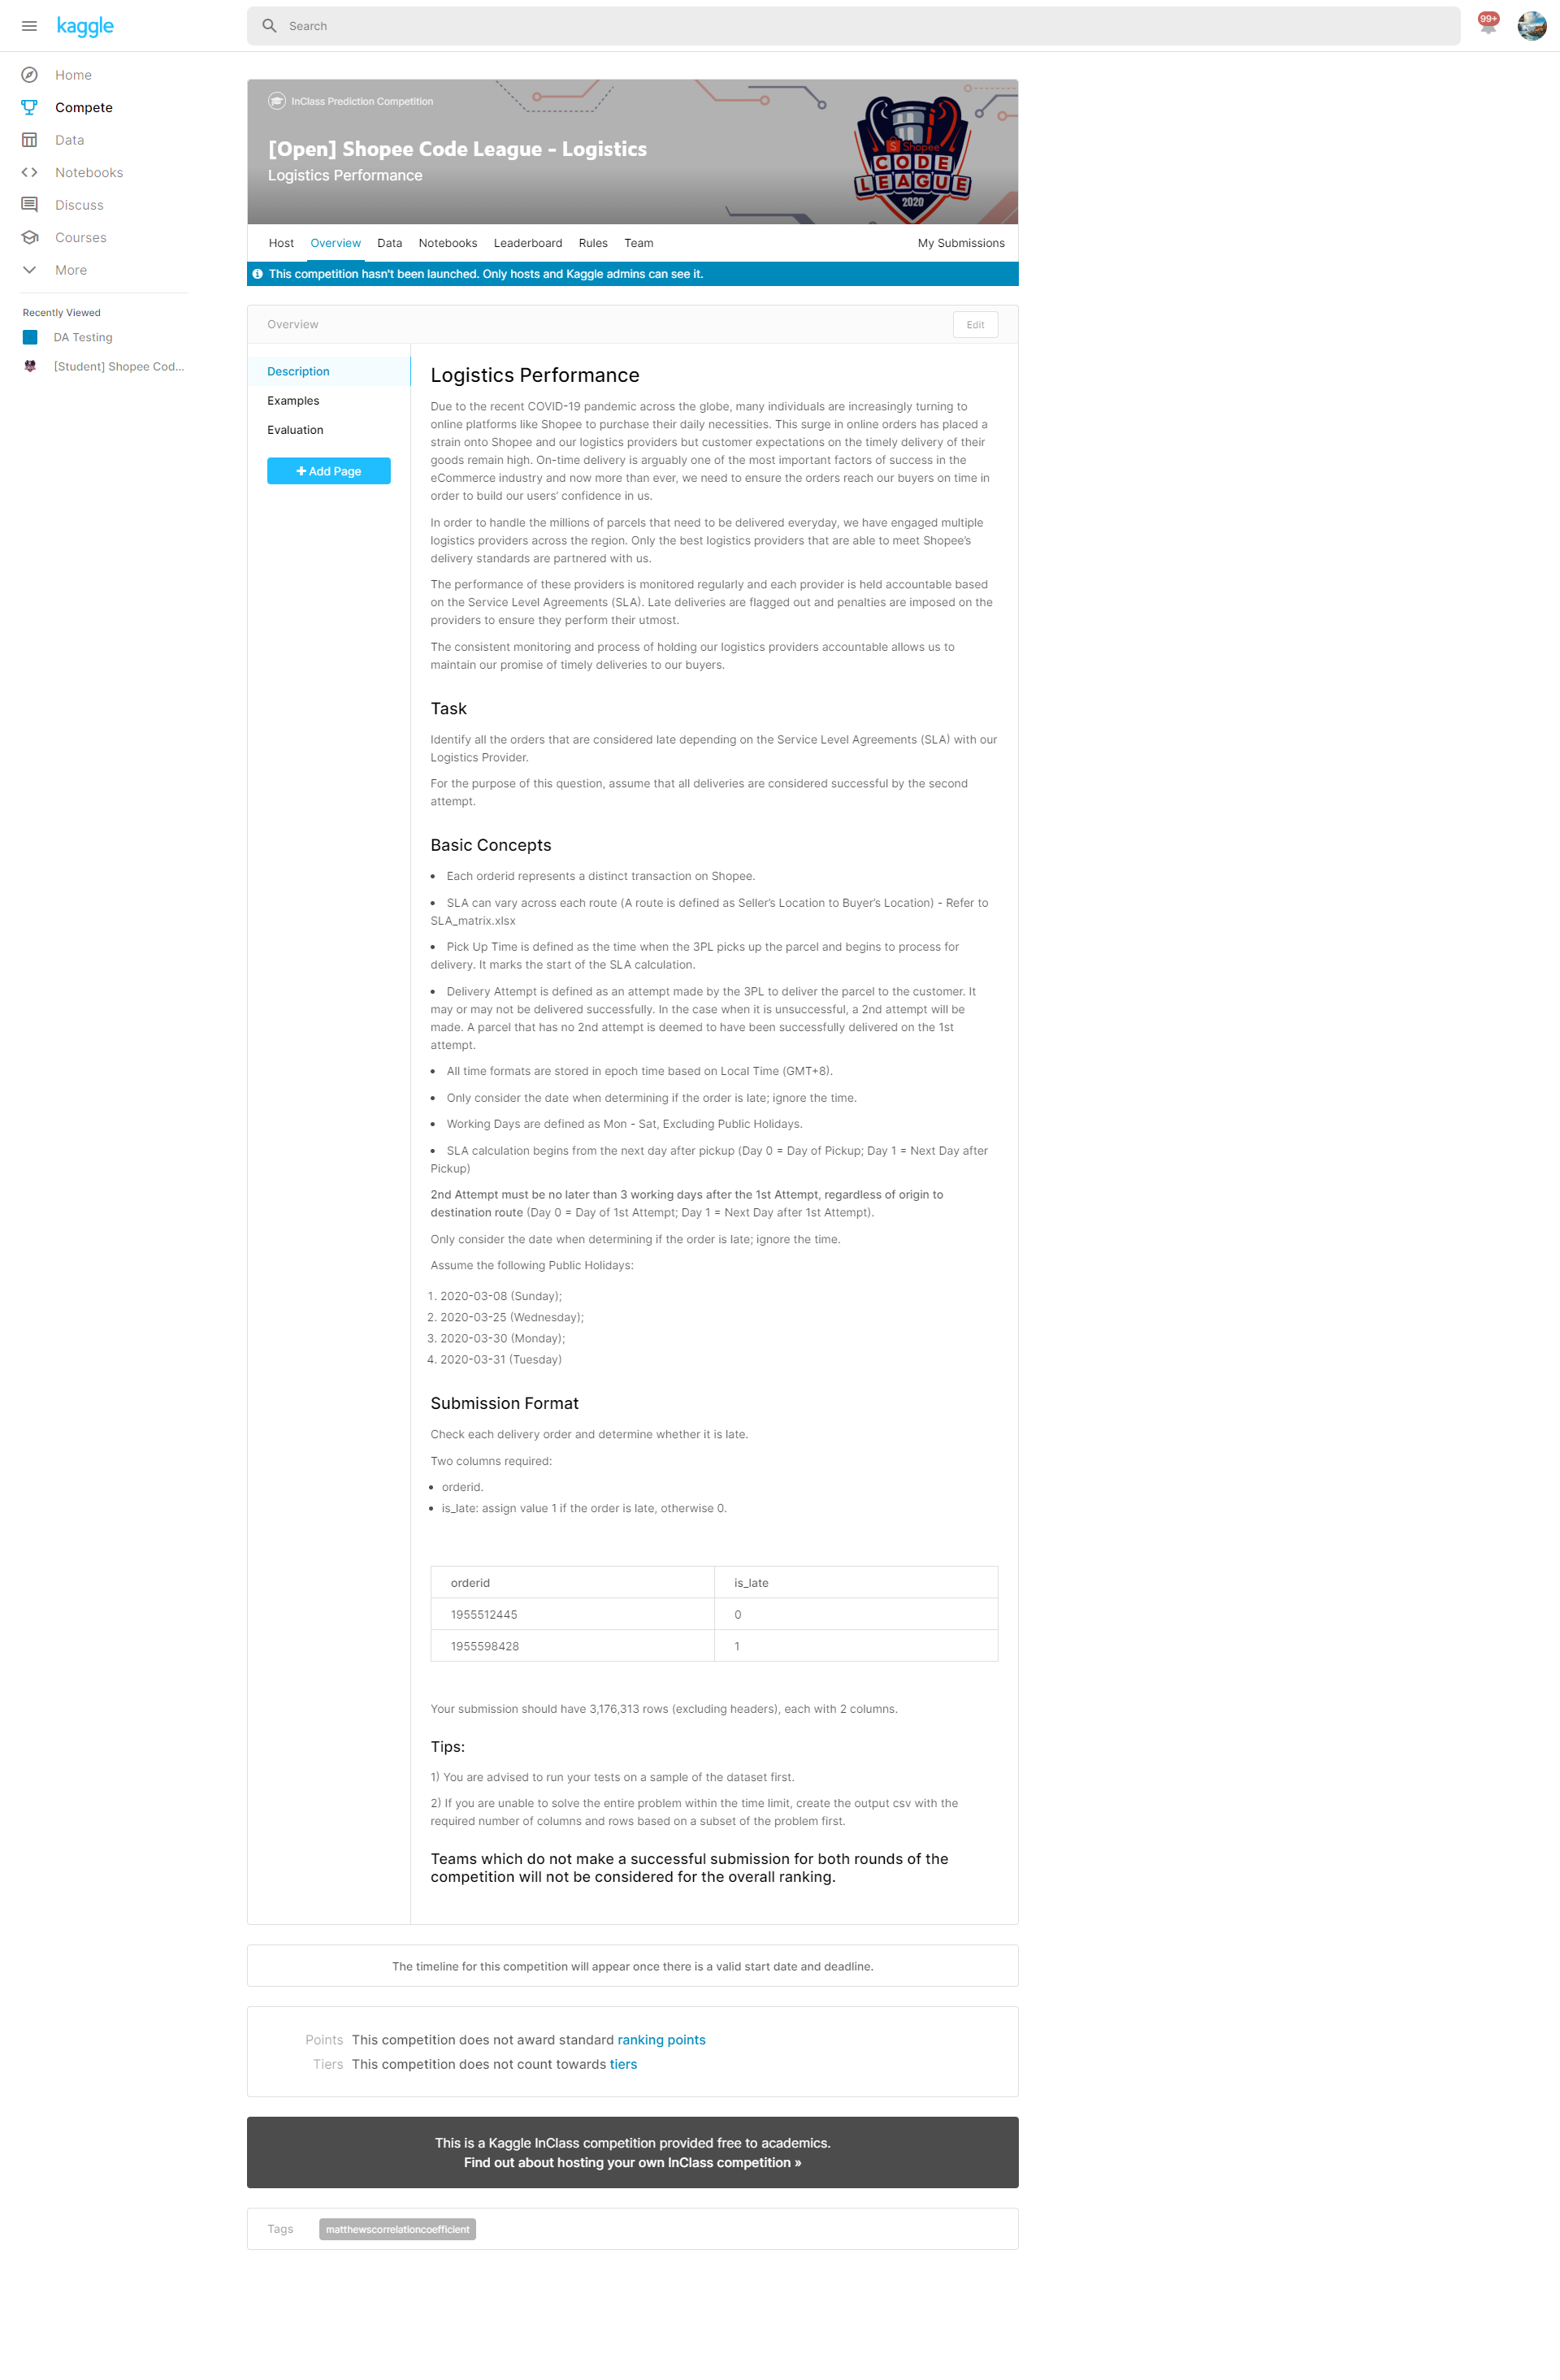 kaggle
Search
99+
Home
Compete
Data
Notebooks
Discuss
Courses
More
Recently Viewed
DA Testing
[Student] Shopee Cod...
InClass Prediction Competition
[Open] Shopee Code League - Logistics
Logistics Performance
Shopee
CODE
LEAGUE
2020
Host Overview Data Notebooks Leaderboard Rules Team My Submissions
This competition hasn't been launched. Only hosts and Kaggle admins can see it.
Overview
Edit
Description
Examples
Evaluation
+ Add Page
Logistics Performance
Due to the recent COVID-19 pandemic across the globe, many individuals are increasingly turning to
online platforms like Shopee to purchase their daily necessities. This surge in online orders has placed a
strain onto Shopee and our logistics providers but customer expectations on the timely delivery of their
goods remain high. On-time delivery is arguably one of the most important factors of success in the
eCommerce industry and now more than ever, we need to ensure the orders reach our buyers on time in
order to build our users’ confidence in us.
In order to handle the millions of parcels that need to be delivered everyday, we have engaged multiple
logistics providers across the region. Only the best logistics providers that are able to meet Shopee’s
delivery standards are partnered with us.
The performance of these providers is monitored regularly and each provider is held accountable based
on the Service Level Agreements (SLA). Late deliveries are flagged out and penalties are imposed on the
providers to ensure they perform their utmost.
The consistent monitoring and process of holding our logistics providers accountable allows us to
maintain our promise of timely deliveries to our buyers.
Task
Identify all the orders that are considered late depending on the Service Level Agreements (SLA) with our
Logistics Provider.
For the purpose of this question, assume that all deliveries are considered successful by the second
attempt.
Basic Concepts
• Each orderid represents a distinct transaction on Shopee.
• SLA can vary across each route (A route is defined as Seller’s Location to Buyer’s Location) - Refer to
SLA_matrix.xlsx
• Pick Up Time is defined as the time when the 3PL picks up the parcel and begins to process for
delivery. It marks the start of the SLA calculation.
• Delivery Attempt is defined as an attempt made by the 3PL to deliver the parcel to the customer. It
may or may not be delivered successfully. In the case when it is unsuccessful, a 2nd attempt will be
made. A parcel that has no 2nd attempt is deemed to have been successfully delivered on the 1st
attempt.
• All time formats are stored in epoch time based on Local Time (GMT+8).
• Only consider the date when determining if the order is late; ignore the time.
• Working Days are defined as Mon - Sat, Excluding Public Holidays.
• SLA calculation begins from the next day after pickup (Day 0 = Day of Pickup; Day 1 = Next Day after
Pickup)
2nd Attempt must be no later than 3 working days after the 1st Attempt, regardless of origin to
destination route (Day 0 = Day of 1st Attempt; Day 1 = Next Day after 1st Attempt).
Only consider the date when determining if the order is late; ignore the time.
Assume the following Public Holidays:
1. 2020-03-08 (Sunday);
2. 2020-03-25 (Wednesday);
3. 2020-03-30 (Monday);
4. 2020-03-31 (Tuesday)
Submission Format
Check each delivery order and determine whether it is late.
Two columns required:
• orderid.
• is_late: assign value 1 if the order is late, otherwise 0.
orderid is_late
1955512445 0
1955598428 1
Your submission should have 3,176,313 rows (excluding headers), each with 2 columns.
Tips:
1) You are advised to run your tests on a sample of the dataset first.
2) If you are unable to solve the entire problem within the time limit, create the output csv with the
required number of columns and rows based on a subset of the problem first.
Teams which do not make a successful submission for both rounds of the
competition will not be considered for the overall ranking.
The timeline for this competition will appear once there is a valid start date and deadline.
Points This competition does not award standard ranking points
Tiers This competition does not count towards tiers
This is a Kaggle InClass competition provided free to academics.
Find out about hosting your own InClass competition »
Tags matthewscorrelationcoefficient